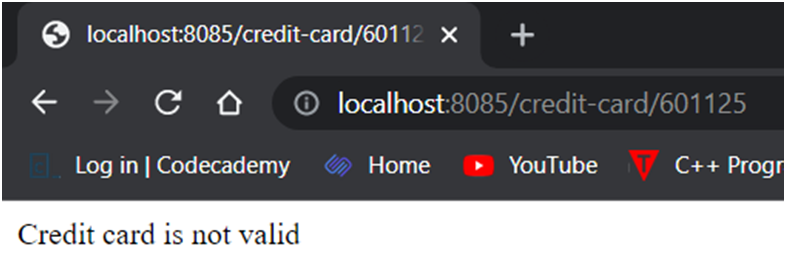 localhost:8085/credit-card/60112
localhost:8085/credit-card/601125
Log in | Codecademy Home YouTube C++ Progr
Credit card is not valid